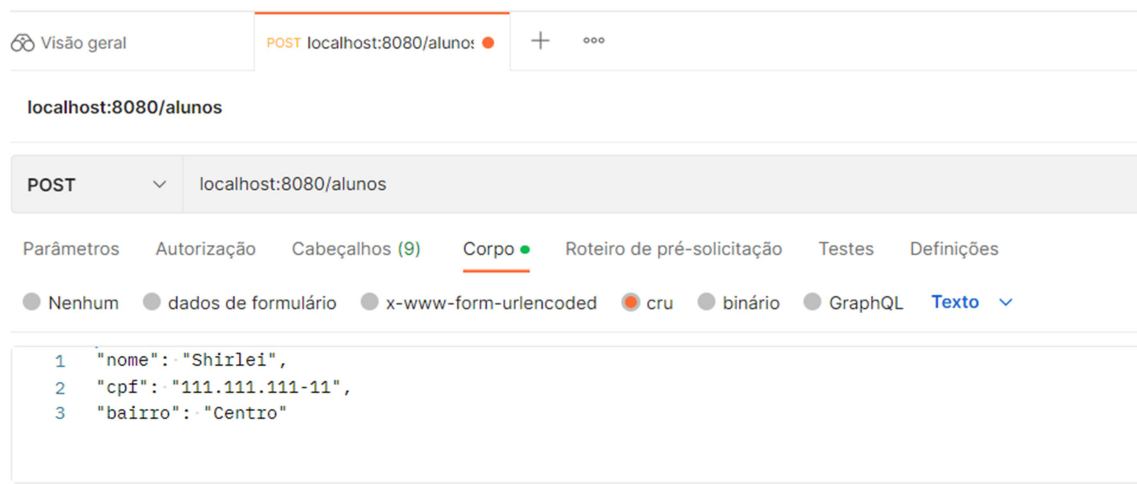 Visão geral
POST localhost:8080/alunos
localhost:8080/alunos
POST localhost:8080/alunos
Parâmetros Autorização Cabeçalhos (9) Corpo Roteiro de pré-solicitação Testes Definições
Nenhum dados de formulário x-www-form-urlencoded cru binário GraphQL Texto
1 "nome": "Shirlei",
2 "cpf": "111.111.111-11",
3 "bairro": "Centro"